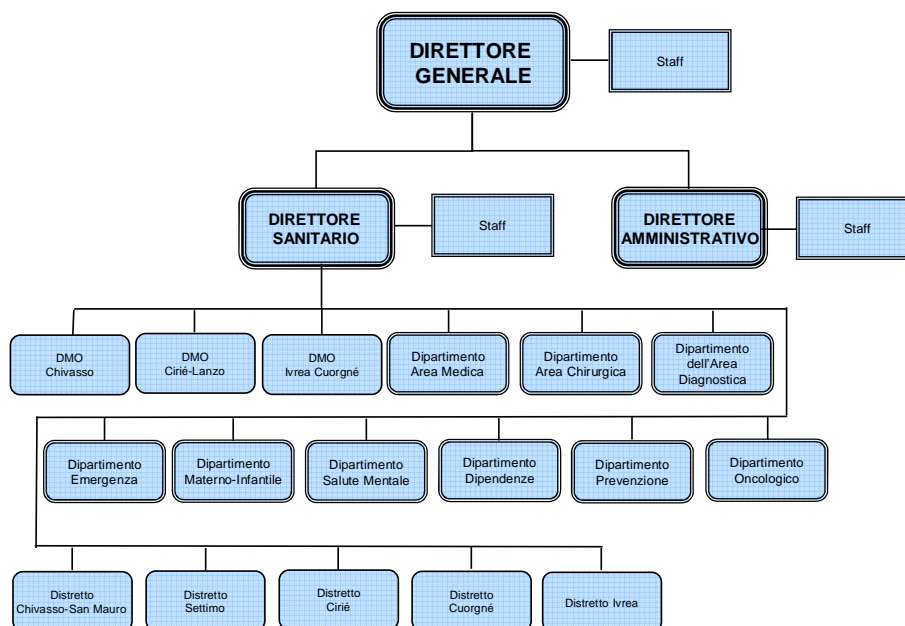 DIRETTORE
GENERALE
Staff
DIRETTORE
SANITARIO
Staff
DIRETTORE
AMMINISTRATIVO
Staff
DMO
Chivasso
DMO
Cirié-Lanzo
DMO
Ivrea Cuorgné
Dipartimento
Area Medica
Dipartimento
Area Chirurgica
Dipartimento
dell'Area
Diagnostica
Dipartimento
Emergenza
Dipartimento
Materno-Infantile
Dipartimento
Salute Mentale
Dipartimento
Dipendenze
Dipartimento
Prevenzione
Dipartimento
Oncologico
Distretto
Chivasso-San Mauro
Distretto
Settimo
Distretto
Cirié
Distretto
Cuorgné
Distretto Ivrea